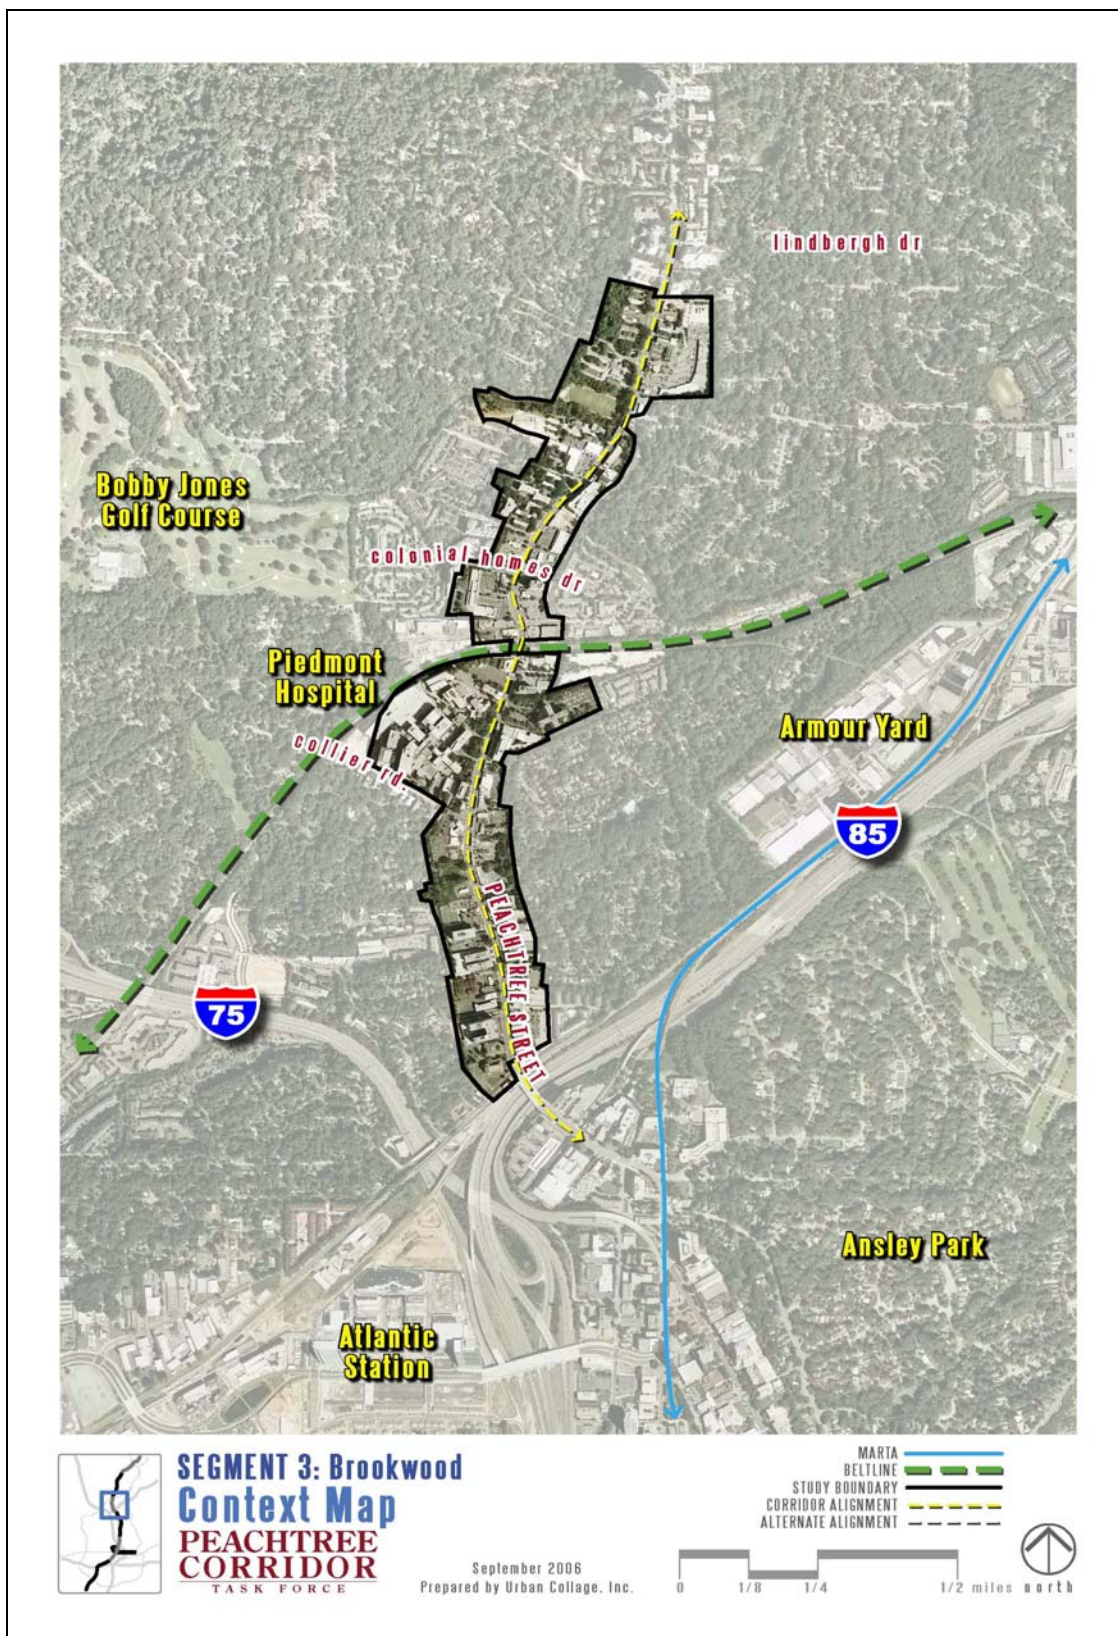 lindbergh dr
Bobby Jones
Golf Course
colonial homes dr
Piedmont
Hospital
collier rd.
Armour Yard
85
PEACHTREE STREET
75
Ansley Park
Atlantic
Station
SEGMENT 3: Brookwood
Context Map
PEACHTREE
CORRIDOR
TASK FORCE
September 2006
Prepared by Urban Collage, Inc.
MARTA
BELTLINE
STUDY BOUNDARY
CORRIDOR ALIGNMENT
ALTERNATE ALIGNMENT
0 1/8 1/4 1/2 miles
north